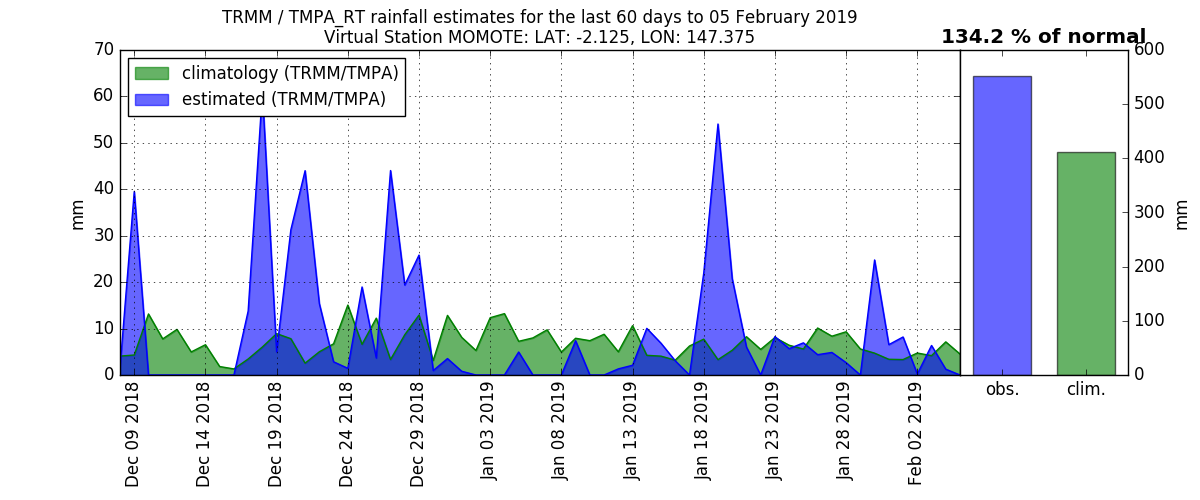 TRMM / TMPA_RT rainfall estimates for the last 60 days to 05 February 2019
Virtual Station MOMOTE: LAT: -2.125, LON: 147.375
134.2 % of normal
climatology (TRMM/TMPA)
estimated (TRMM/TMPA)
mm
70
60
50
40
30
20
10
0
Dec 09 2018
Dec 14 2018
Dec 19 2018
Dec 24 2018
Dec 29 2018
Jan 03 2019
Jan 08 2019
Jan 13 2019
Jan 18 2019
Jan 23 2019
Jan 28 2019
Feb 02 2019
obs.
clim.
600
500
400
300
200
100
0
mm